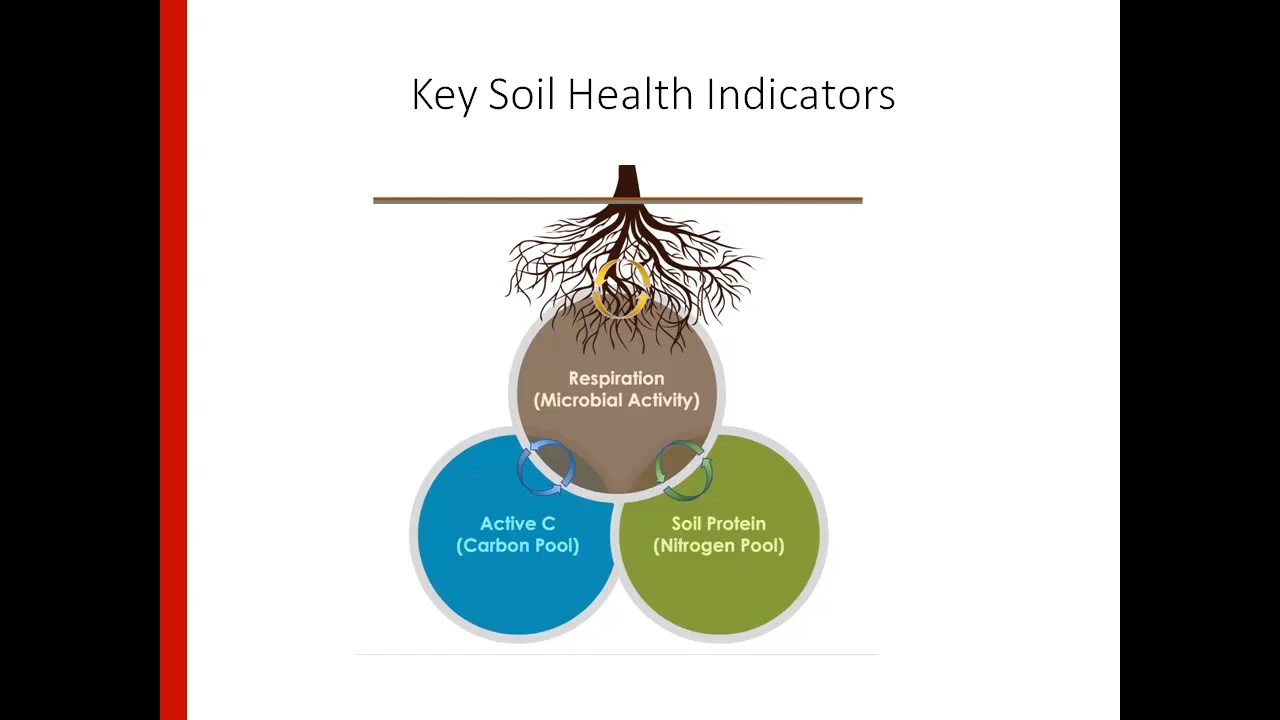 Key Soil Health Indicators
Respiration
(Microbial Activity)
Active C
(Carbon Pool)
Soil Protein
(Nitrogen Pool)